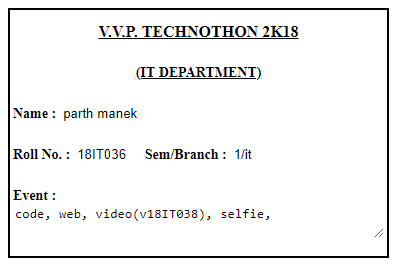 V.V.P. TECHNOTHON 2K18
(IT DEPARTMENT)
Name : parth manek
Roll No. : 18IT036 Sem/Branch : 1/it
Event :
code, web, video(v18IT038), selfie,